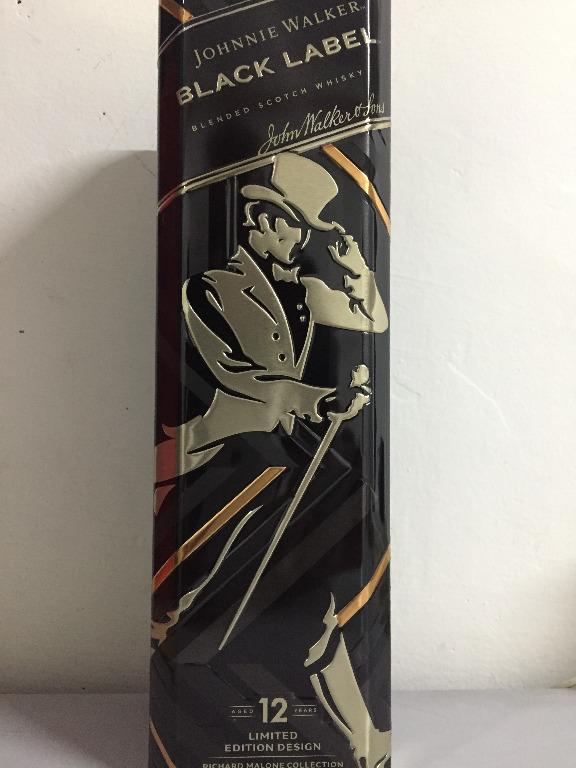 JOHNNIE WALKER
BLACK LABEL
BLENDED SCOTCH WHISKY
John Walker & Sons
AGED 12 YEARS
LIMITED
EDITION DESIGN
RICHARD MALONE COLLECTION